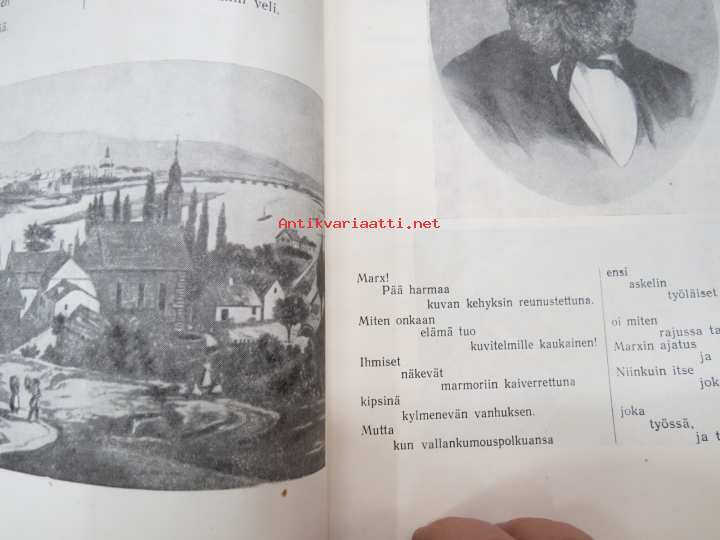 veli.
Antikvariaatti.net
Marx!
Pää harmaa
kuvan kehyksin reunustettuna.
Miten onkaan
elämä tuo
kuvitelmille kaukainen!
Ihmiset
näkevät
marmoriin kaiverrettuna
kipsinä
kylmenevän vanhuksen.
Mutta
kun vallankumouspolkuansa
ensi
askelin
työläiset
oi miten
rajussa
Marxin ajatus
ja
Niinkuin itse
joka
työssä,
ja